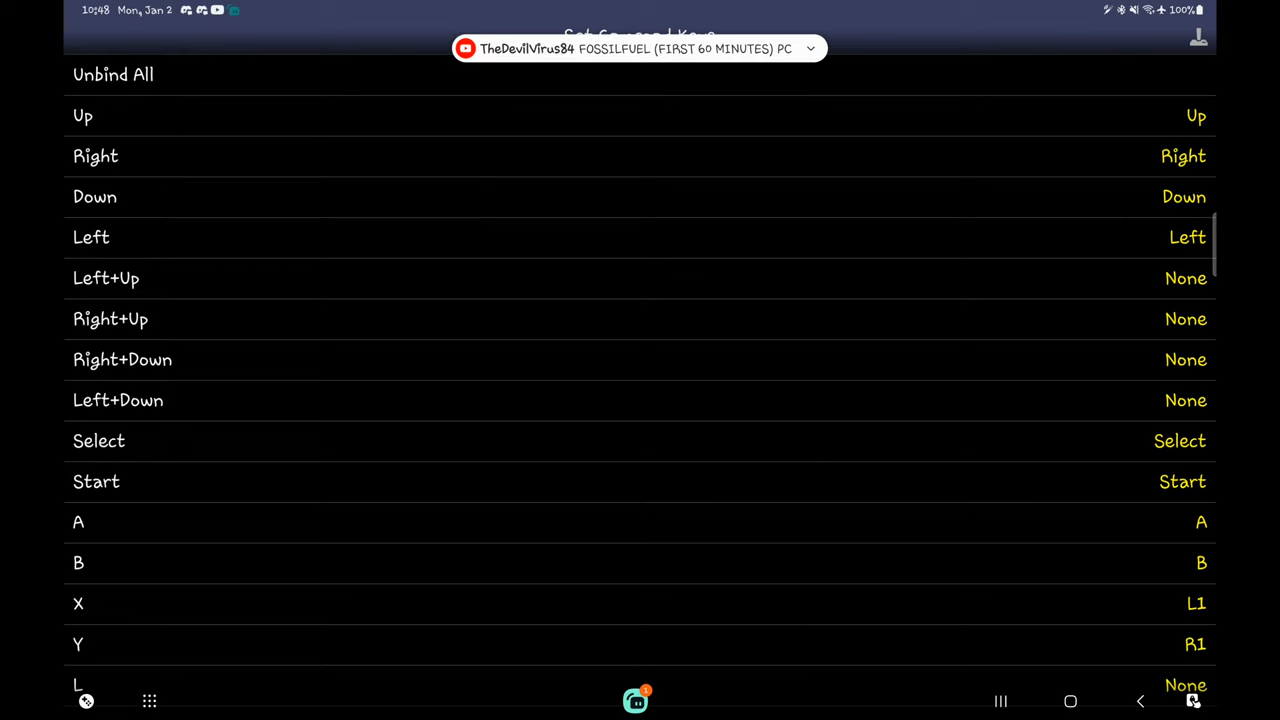 10:48 Mon, Jan 2
100%
TheDevilVirus84 FOSSILFUEL (FIRST 60 MINUTES) PC
Unbind All
Up Up
Right Right
Down Down
Left Left
Left+Up None
Right+Up None
Right+Down None
Left+Down None
Select Select
Start Start
A A
B B
X L1
Y R1
L None
1